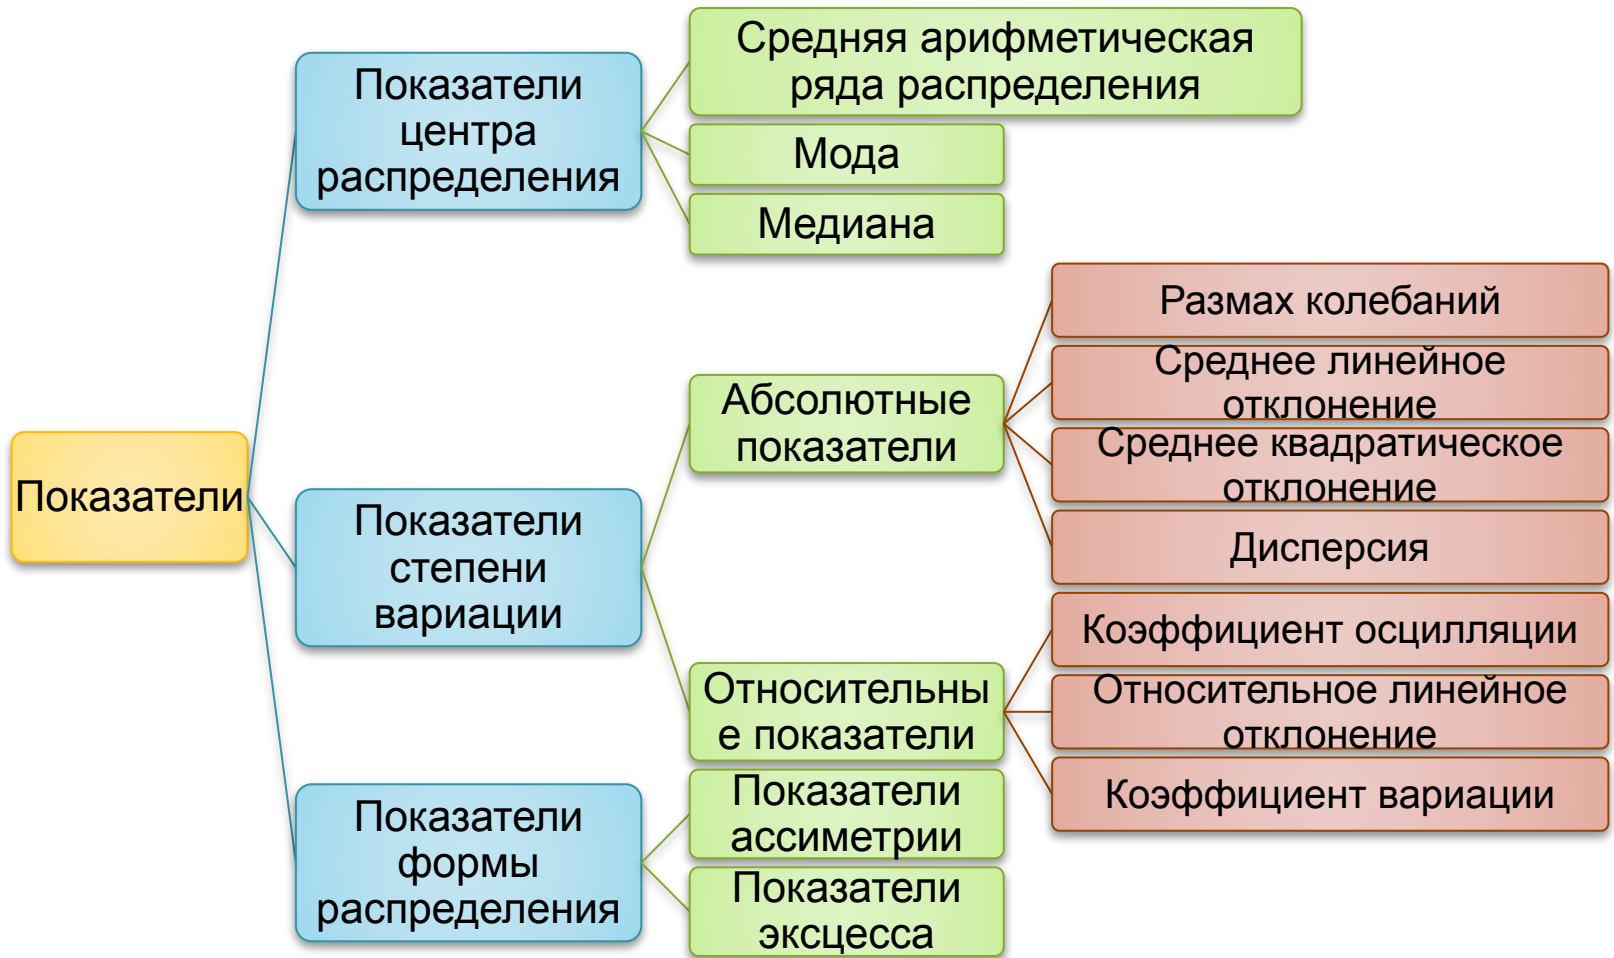 Показатели
Показатели
центра
распределения
Средняя арифметическая
ряда распределения
Мода
Медиана
Показатели
степени
вариации
Абсолютные
показатели
Размах колебаний
Среднее линейное
отклонение
Среднее квадратическое
отклонение
Дисперсия
Относительны
е показатели
Коэффициент осцилляции
Относительное линейное
отклонение
Коэффициент вариации
Показатели
формы
распределения
Показатели
ассиметрии
Показатели
эксцесса